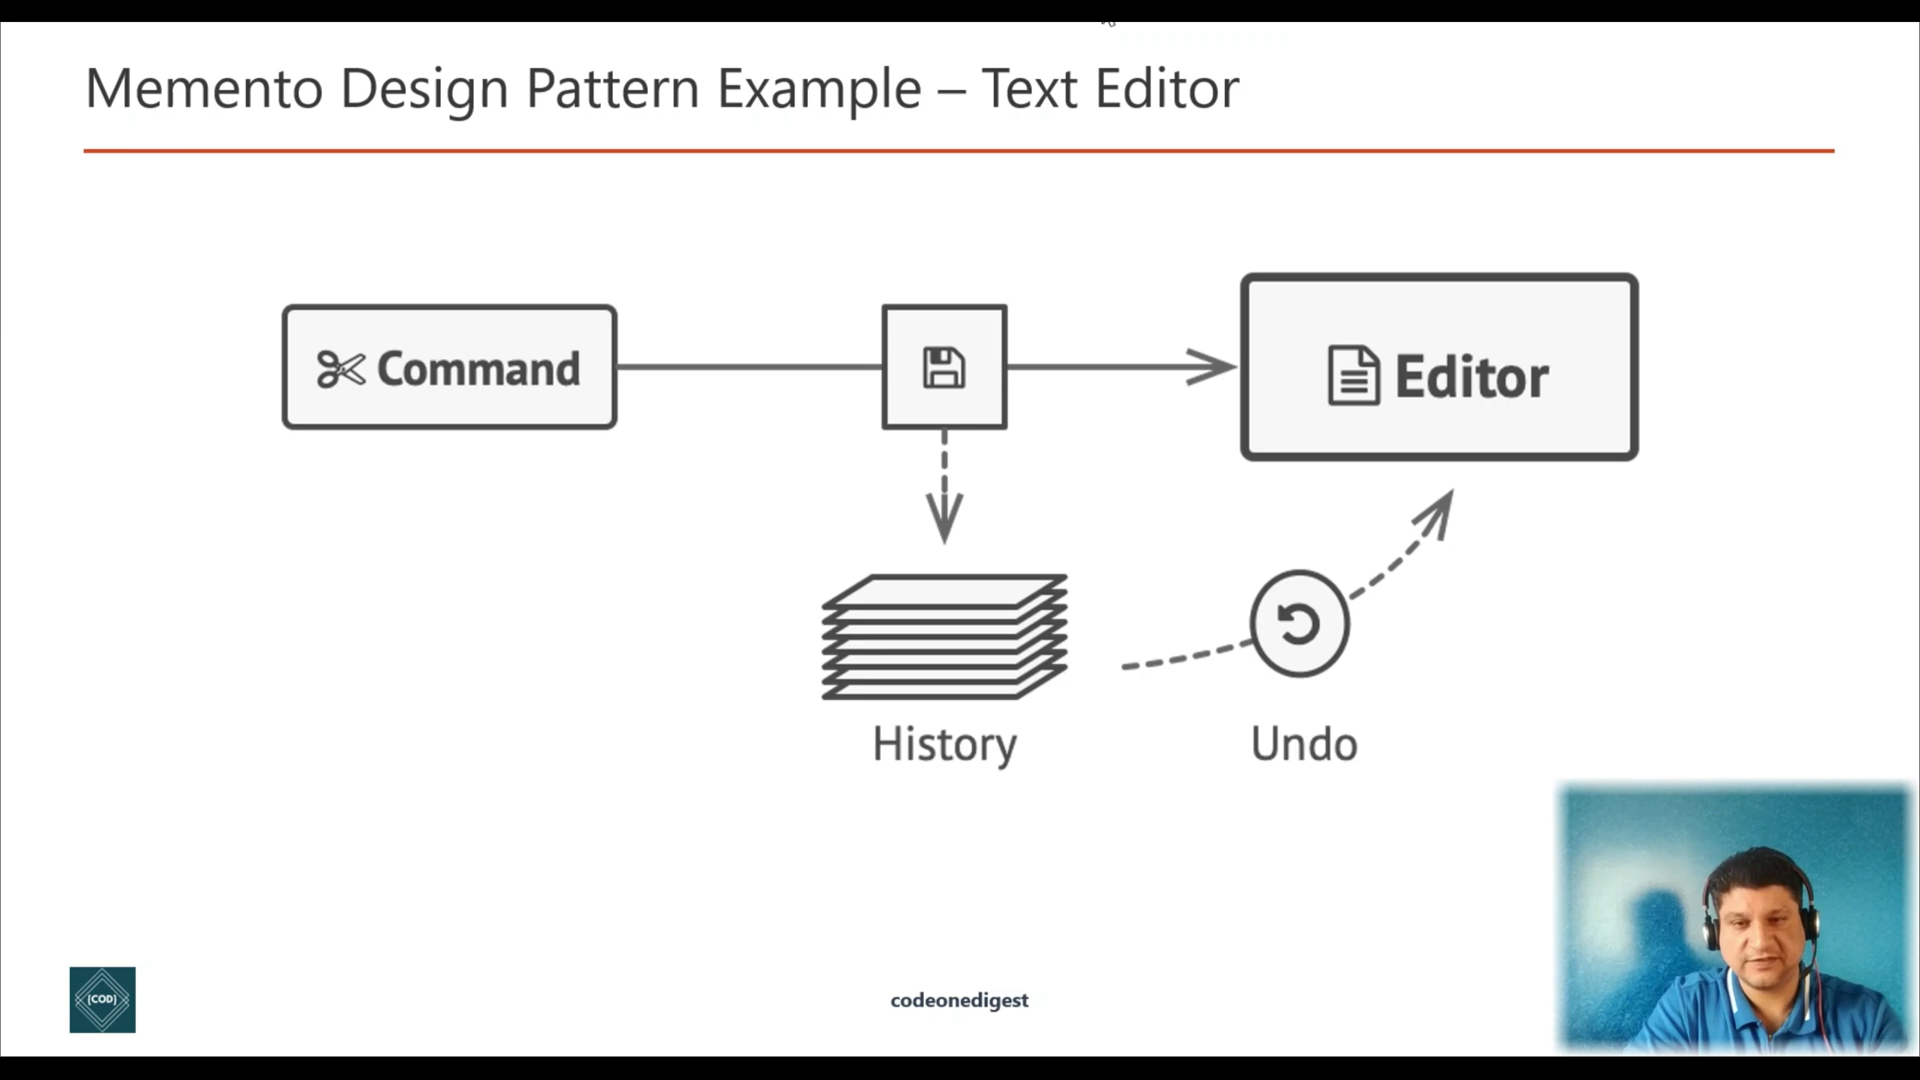 Memento Design Pattern Example – Text Editor
Command
Editor
History
Undo
{COD}
codeonedigest